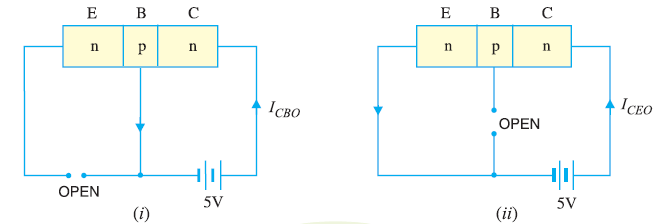 E B C
n p n
I_CBO
OPEN
5V
(i)
E B C
n p n
OPEN
I_CEO
5V
(ii)